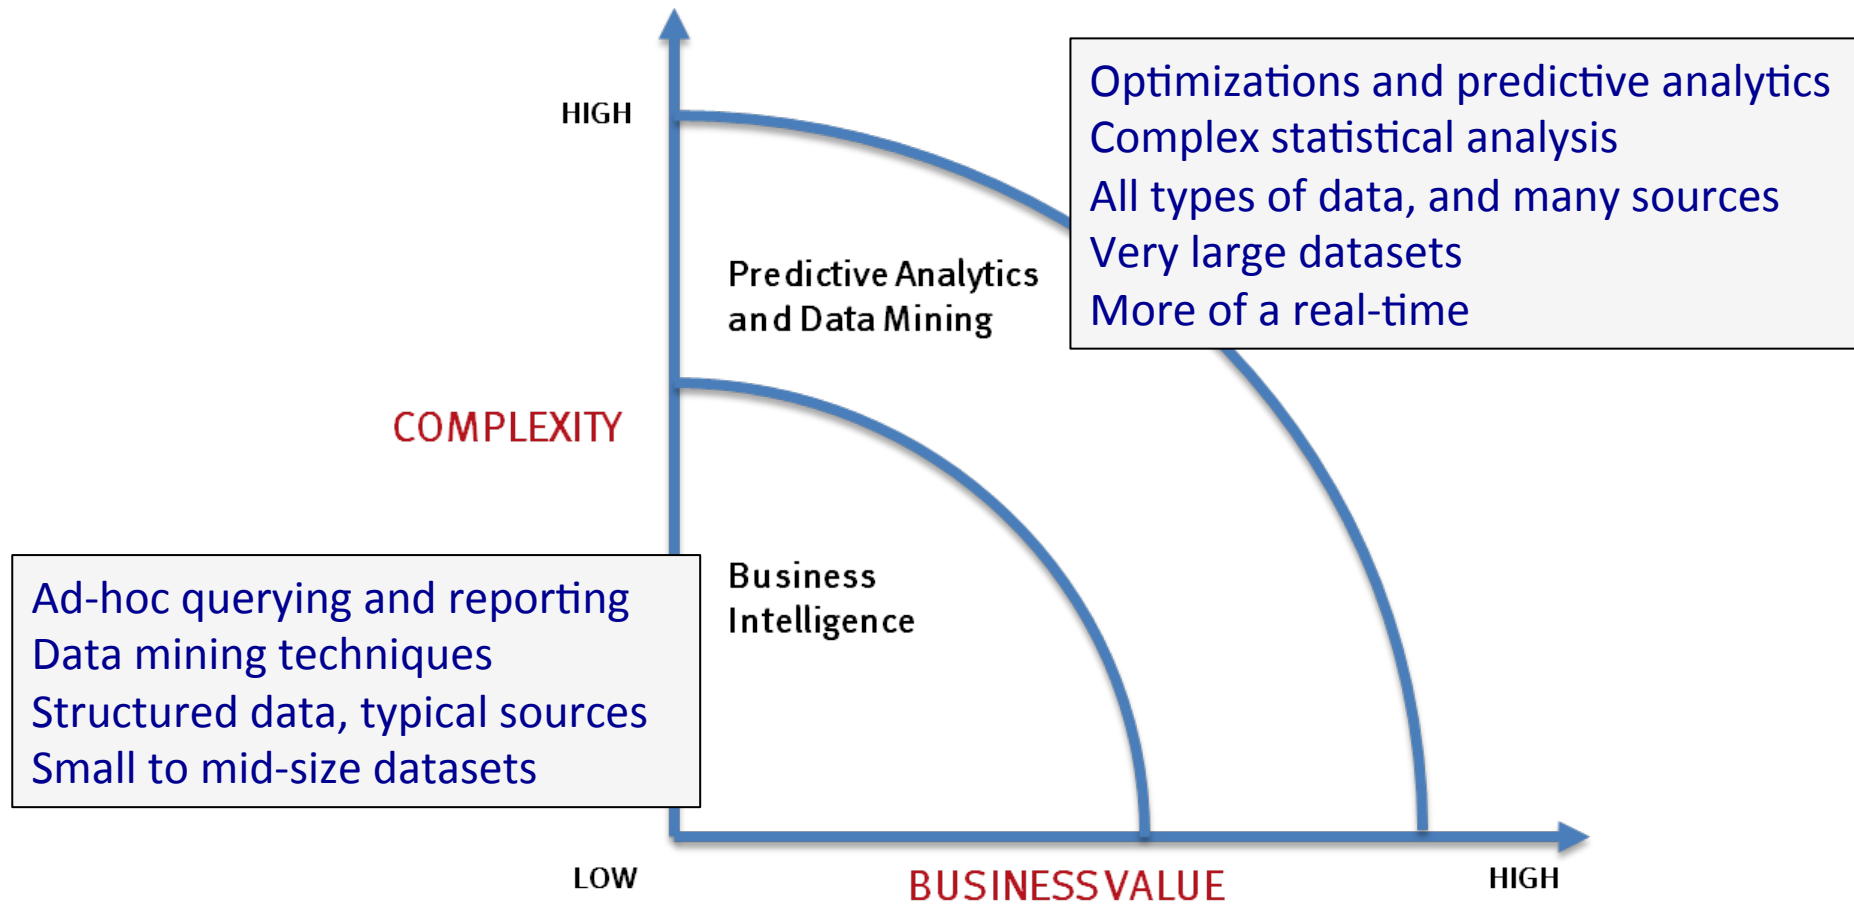 HIGH
Optimizations and predictive analytics
Complex statistical analysis
All types of data, and many sources
Very large datasets
More of a real-time
Predictive Analytics
and Data Mining
COMPLEXITY
Ad-hoc querying and reporting
Data mining techniques
Structured data, typical sources
Small to mid-size datasets
Business
Intelligence
LOW
BUSINESS VALUE
HIGH